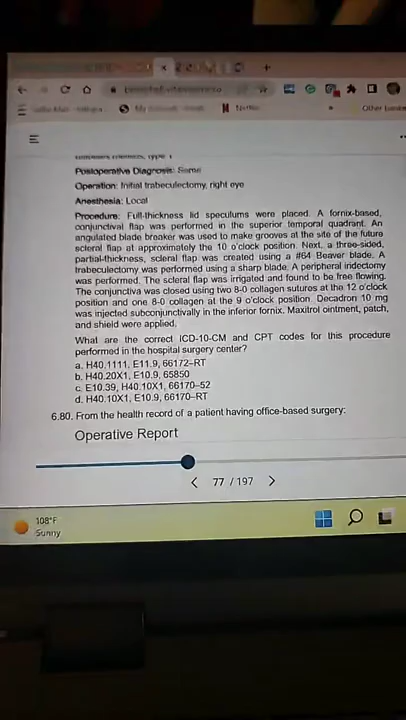 Postoperative Diagnosis: Same
Operation: Initial trabeculectomy, right eye
Anesthesia: Local
Procedure: Full-thickness lid speculums were placed. A fornix-based,
conjunctival flap was performed in the superior temporal quadrant. An
angulated blade breaker was used to make grooves at the site of the future
scleral flap at approximately the 10 o'clock position. Next, a three-sided,
partial-thickness, scleral flap was created using a #64 Beaver blade. A
trabeculectomy was performed using a sharp blade. A peripheral iridectomy
was performed. The scleral flap was irrigated and found to be free flowing.
The conjunctiva was closed using two 8-0 collagen sutures at the 12 o'clock
position and one 8-0 collagen at the 9 o'clock position. Decadron 10 mg
was injected subconjunctivally in the inferior fornix. Maxitrol ointment, patch,
and shield were applied.
What are the correct ICD-10-CM and CPT codes for this procedure
performed in the hospital surgery center?
a. H40.1111, E11.9, 66172-RT
b. H40.20X1, E10.9, 65850
c. E10.39, H40.10X1, 66170-52
d. H40.10X1, E10.9, 66170-RT
6.80. From the health record of a patient having office-based surgery:
Operative Report
77 / 197
108°F
Sunny